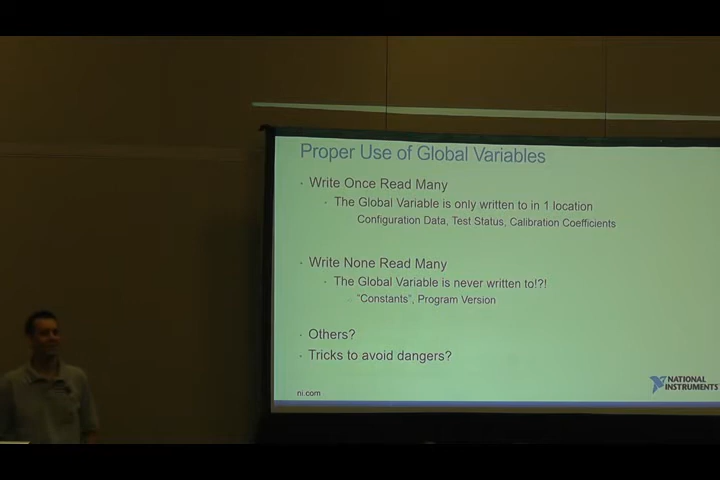 Proper Use of Global Variables
· Write Once Read Many
· The Global Variable is only written to in 1 location
Configuration Data, Test Status, Calibration Coefficients
· Write None Read Many
· The Global Variable is never written to!?!
"Constants", Program Version
· Others?
· Tricks to avoid dangers?
ni.com
NATIONAL
INSTRUMENTS